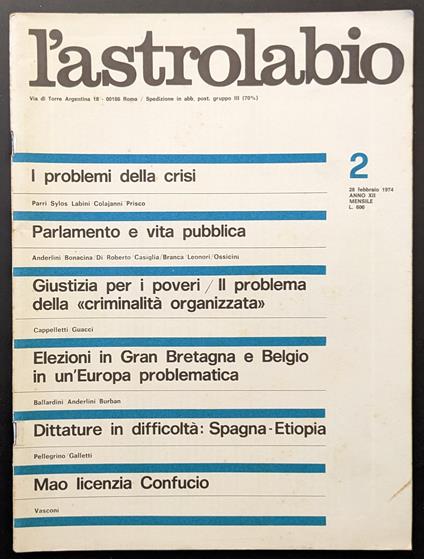 l'astrolabio
Via di Torre Argentina 18 - 00186 Roma / Spedizione in abb. post. gruppo III (70%)
2
28 febbraio 1974
ANNO XII
MENSILE
L. 600
I problemi della crisi
Parri Sylos Labini Colajanni Prisco
Parlamento e vita pubblica
Anderlini Bonacina/Di Roberto/Casiglia/Branca Leonori/Ossicini
Giustizia per i poveri / Il problema
della «criminalità organizzata»
Cappelletti Guacci
Elezioni in Gran Bretagna e Belgio
in un'Europa problematica
Ballardini Anderlini Burban
Dittature in difficoltà: Spagna-Etiopia
Pellegrino/Galletti
Mao licenzia Confucio
Vasconi